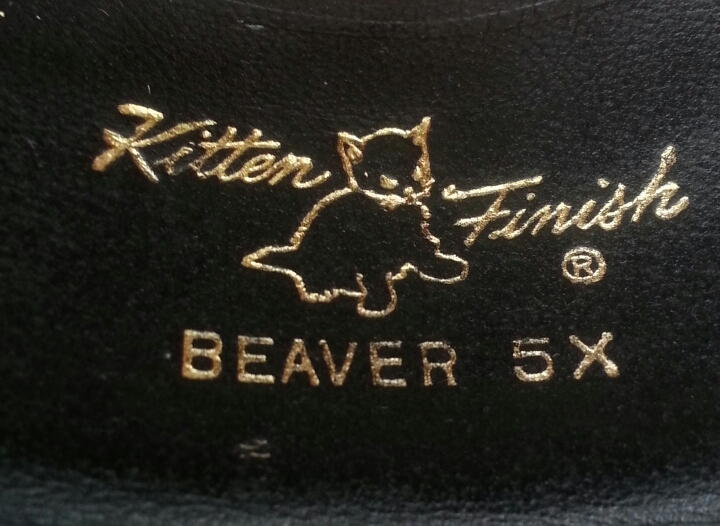 Kitten Finish ®
BEAVER 5X